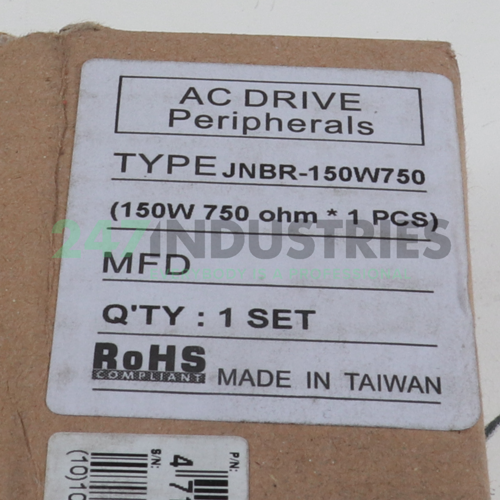 AC DRIVE
Peripherals
TYPE JNBR-150W750
(150W 750 ohm * 1 PCS)
247INDUSTRIES
MFD
Q'TY : 1 SET
RoHS
COMPLIANT
MADE IN TAIWAN
P/N:
S/N: